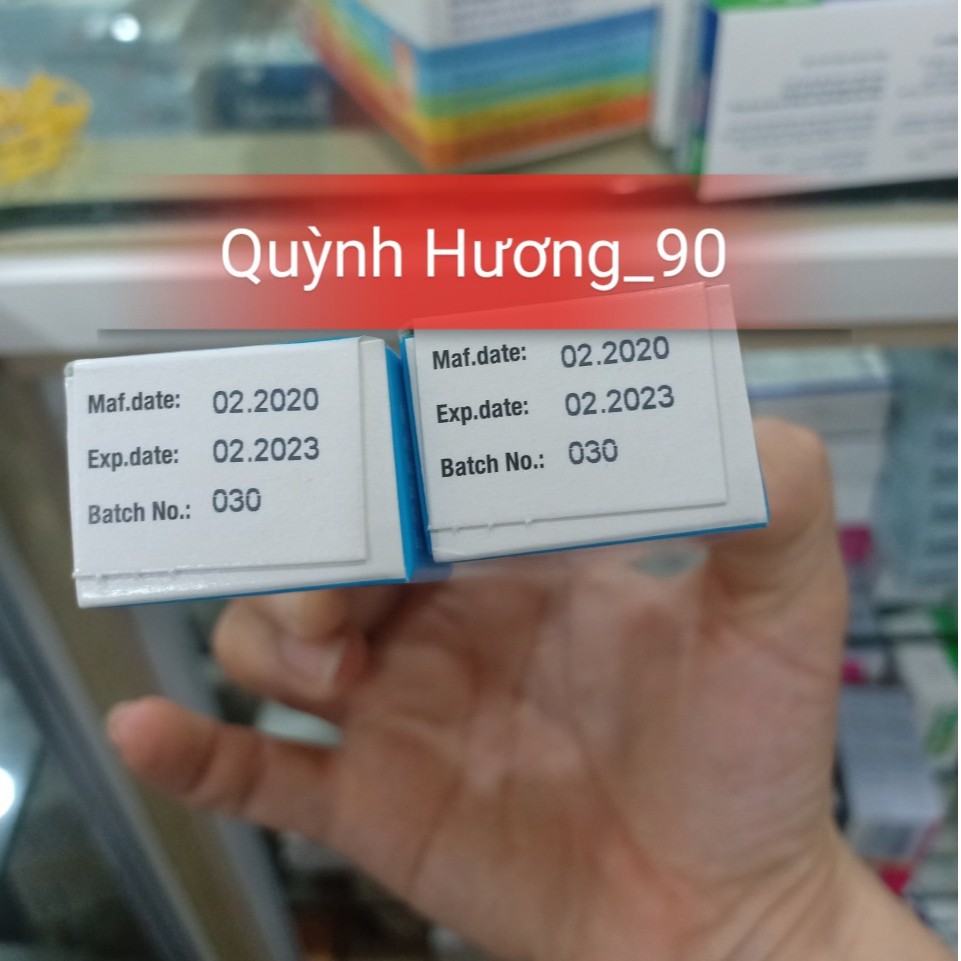 Quỳnh Hương_90
Maf.date: 02.2020
Exp.date: 02.2023
Batch No.: 030
Maf.date: 02.2020
Exp.date: 02.2023
Batch No.: 030